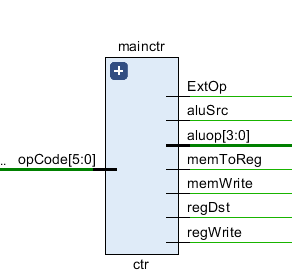 mainctr
ExtOp
aluSrc
aluop[3:0]
.. opCode[5:0]
memToReg
memWrite
regDst
regWrite
ctr